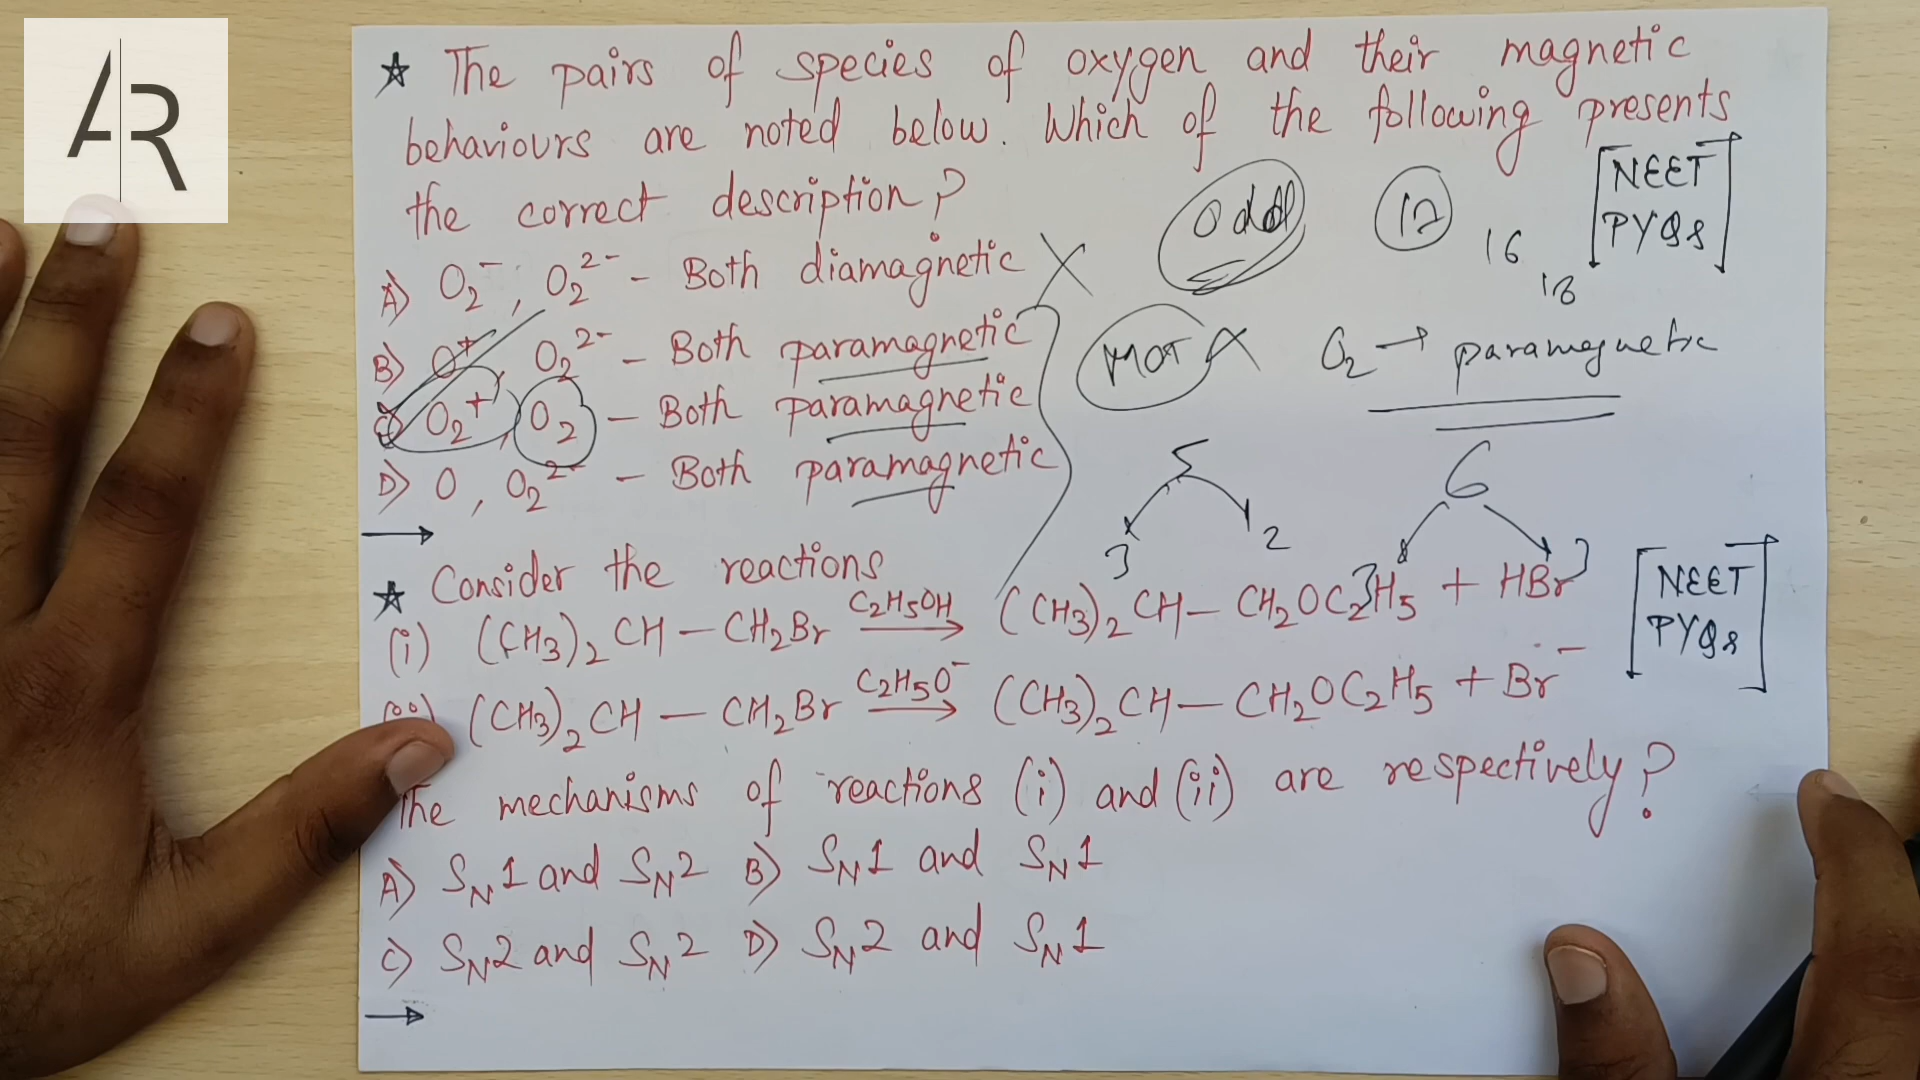 AR
★ The pairs of species of oxygen and their magnetic
behaviours are noted below. Which of the following presents
the correct description?
[NEET
PYQs]
Odd
17
16
18
A) O₂⁻, O₂²⁻ - Both diamagnetic X
B) O⁺, O₂²⁻ - Both paramagnetic
MOT X
O₂ → paramagnetic
C) O₂⁺, O₂ - Both paramagnetic
D) O, O₂²⁻ - Both paramagnetic
5
6
3 2
3 3
→
★ Consider the reactions
(i) (CH3)₂CH — CH₂Br C₂H5OH → (CH3)₂CH — CH₂OC₂H5 + HBr
[NEET
PYQs]
(ii) (CH3)₂CH — CH₂Br C₂H5O⁻ → (CH3)₂CH — CH₂OC₂H5 + Br⁻
The mechanisms of reactions (i) and (ii) are respectively?
A) SN1 and SN2 B) SN1 and SN1
C) SN2 and SN2 D) SN2 and SN1
→